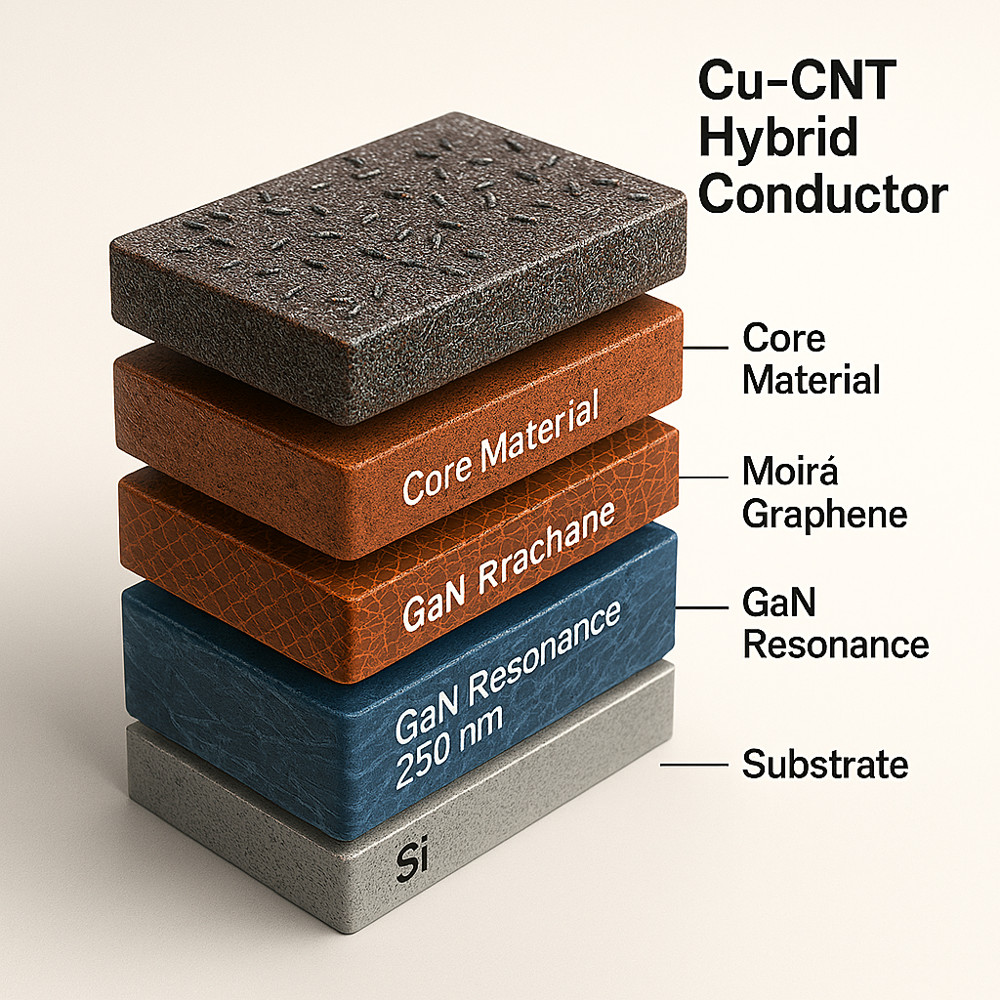 Cu-CNT
Hybrid
Conductor
Core
Material
Core Material
Moirá
Graphene
GaN Rrachane
GaN
Resonance
GaN Resonance
250 nm
Substrate
Si